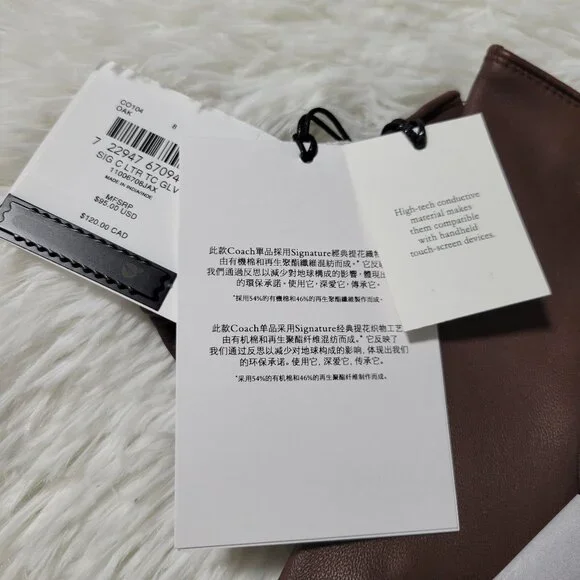 CO104
OAK
8
7 22947 67094
SIG C LTR TC GLV
11006708JAX
MADE IN INDIA/INDE
MFSRP
$95.00 USD
$120.00 CAD
此款Coach單品採用Signature經典提花織物
由有機棉和再生聚酯纖維混紡而成。* 它反
我們通過反思以減少對地球構成的影響，體現出
的環保承諾。使用它，深愛它，傳承它。
*採用54%的有機棉和46%的再生聚酯纖維製作而成。
此款Coach单品采用Signature经典提花织物工艺
由有机棉和再生聚酯纤维混纺而成。* 它反映了
我们通过反思以减少对地球构成的影响, 体现出我们
的环保承诺。使用它, 深爱它, 传承它。
*采用54%的有机棉和46%的再生聚酯纤维制作而成。
High-tech conductive
material makes
them compatible
with handheld
touch-screen devices.